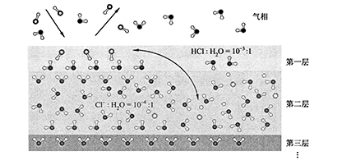 气相
HCl : H₂O = 10⁻³ : 1
第一层
Cl⁻ : H₂O = 10⁻⁴ : 1
第二层
第三层
⋮